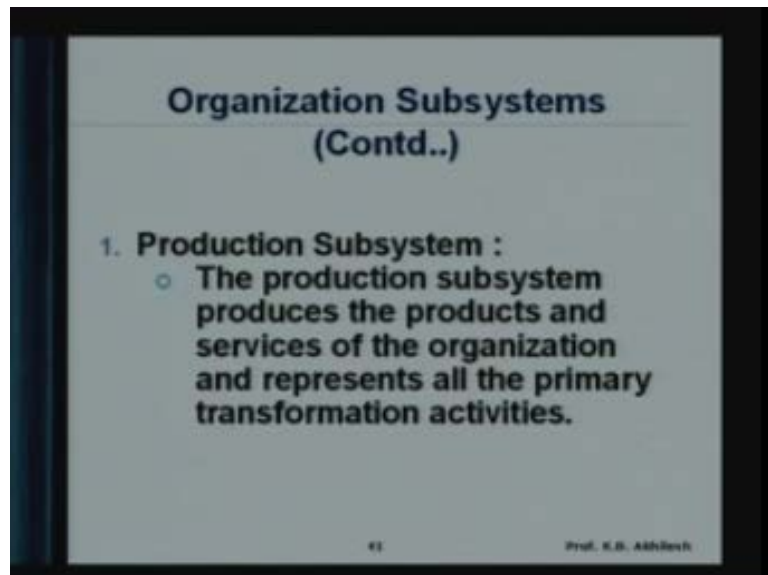 Organization Subsystems
(Contd..)
1. Production Subsystem :
o The production subsystem
produces the products and
services of the organization
and represents all the primary
transformation activities.
41 Prof. K.B. Akhilesh